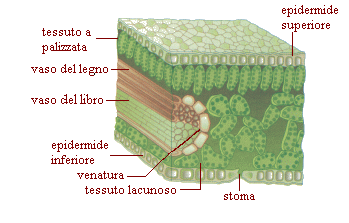 epidermide
superiore
tessuto a
palizzata
vaso del legno
vaso del libro
epidermide
inferiore
venatura
tessuto lacunoso
stoma